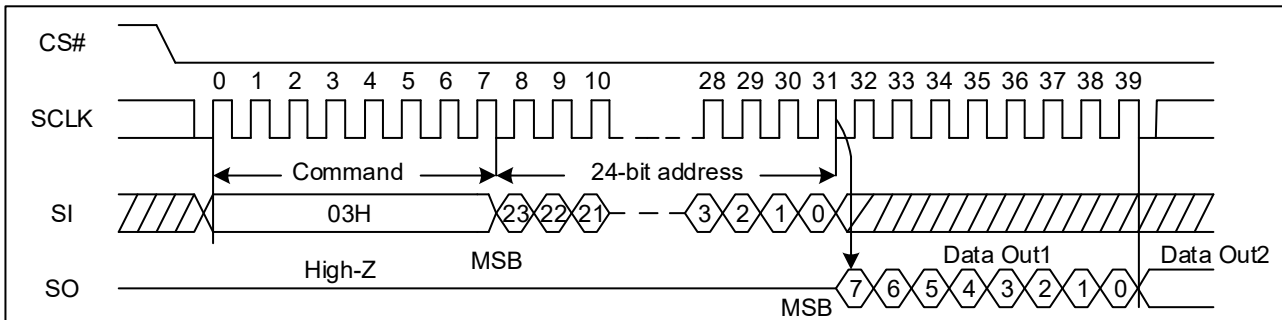 CS#
0 1 2 3 4 5 6 7 8 9 10 28 29 30 31 32 33 34 35 36 37 38 39
SCLK
Command 24-bit address
SI 03H 23 22 21 3 2 1 0
High-Z MSB Data Out1 Data Out2
SO 7 6 5 4 3 2 1 0
MSB